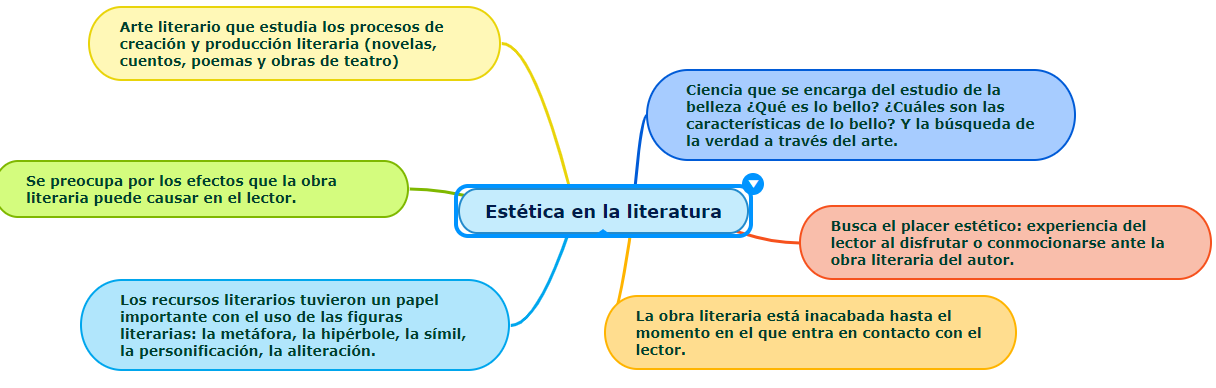 Arte literario que estudia los procesos de
creación y producción literaria (novelas,
cuentos, poemas y obras de teatro)
Ciencia que se encarga del estudio de la
belleza ¿Qué es lo bello? ¿Cuáles son las
características de lo bello? Y la búsqueda de
la verdad a través del arte.
Se preocupa por los efectos que la obra
literaria puede causar en el lector.
Estética en la literatura
Busca el placer estético: experiencia del
lector al disfrutar o conmocionarse ante la
obra literaria del autor.
Los recursos literarios tuvieron un papel
importante con el uso de las figuras
literarias: la metáfora, la hipérbole, la símil,
la personificación, la aliteración.
La obra literaria está inacabada hasta el
momento en el que entra en contacto con el
lector.